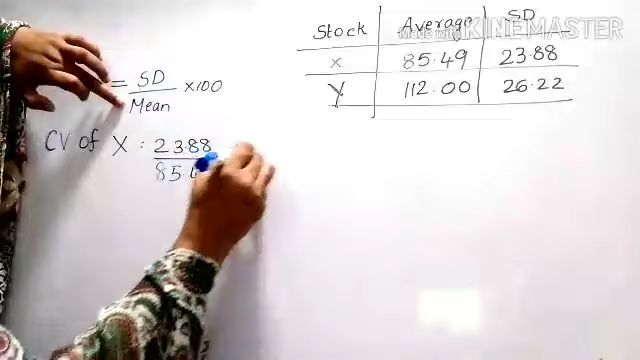 Stock Average SD
Made with KINEMASTER
x 85.49 23.88
Y 112.00 26.22
= SD
Mean ×100
CV of X : 23.88
85.4